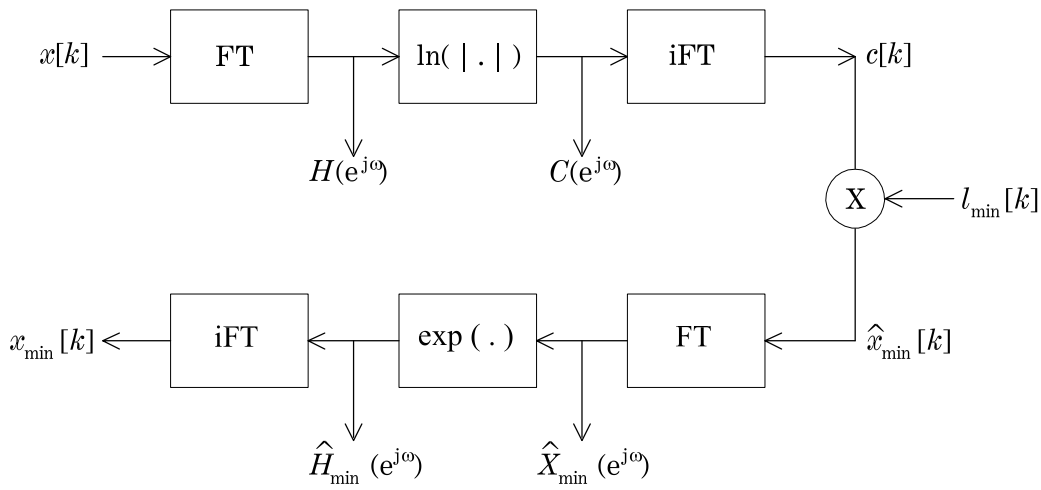 x[k] FT ln( | . | ) iFT c[k]
H(e^jω) C(e^jω)
X l_min[k]
x_min[k] iFT exp ( . ) FT x̂_min[k]
Ĥ_min (e^jω) X̂_min (e^jω)